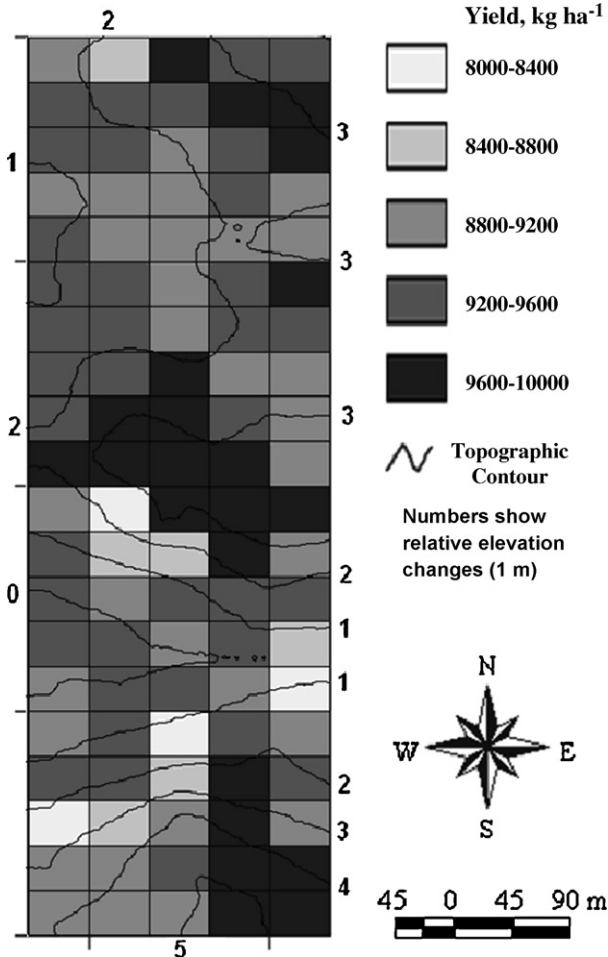 2
1
2
0
3
3
3
2
1
1
2
3
4
5
Yield, kg ha⁻¹
8000-8400
8400-8800
8800-9200
9200-9600
9600-10000
Topographic
Contour
Numbers show
relative elevation
changes (1 m)
N
W E
S
45 0 45 90 m